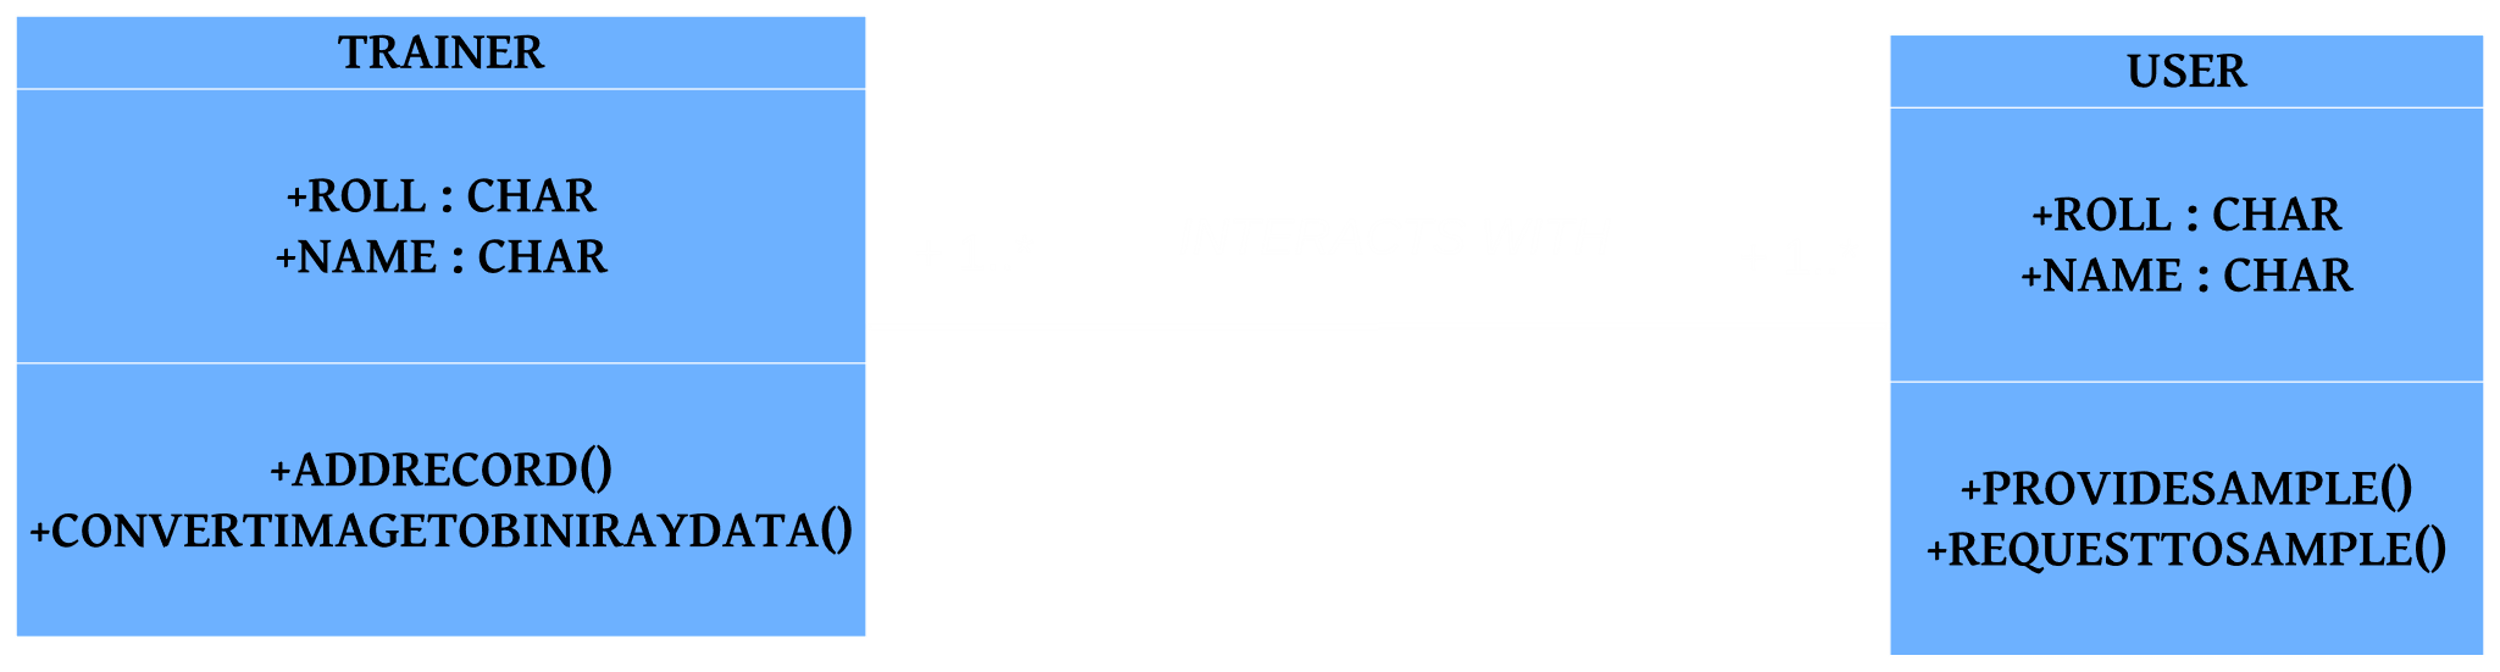 TRAINER
+ROLL : CHAR
+NAME : CHAR
+ADDRECORD()
+CONVERTIMAGETOBINIRAYDATA()
USER
+ROLL : CHAR
+NAME : CHAR
+PROVIDESAMPLE()
+REQUESTTOSAMPLE()